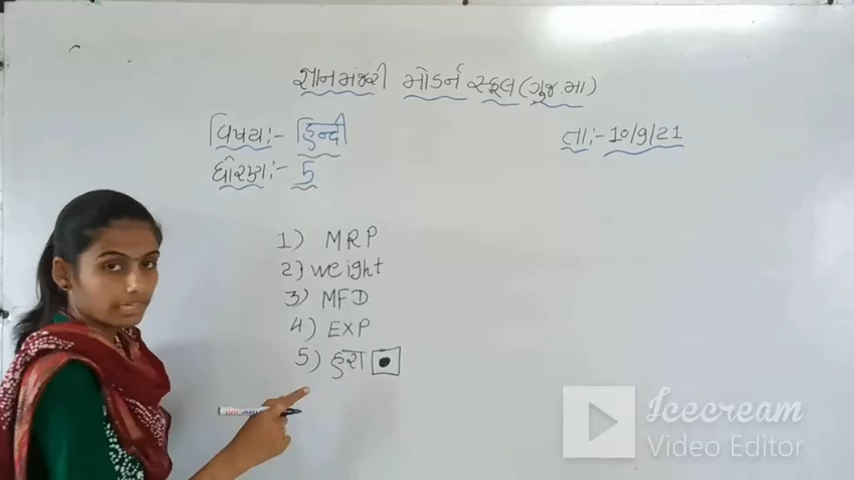 જ્ઞાનમંજરી મોડર્ન સ્કૂલ (ગુજ.મા)
વિષય:- હિન્દી
તા:- 10/9/21
ધોરણ:- 5
1) MRP
2) weight
3) MFD
4) EXP
5) हरा
Icecream
Video Editor